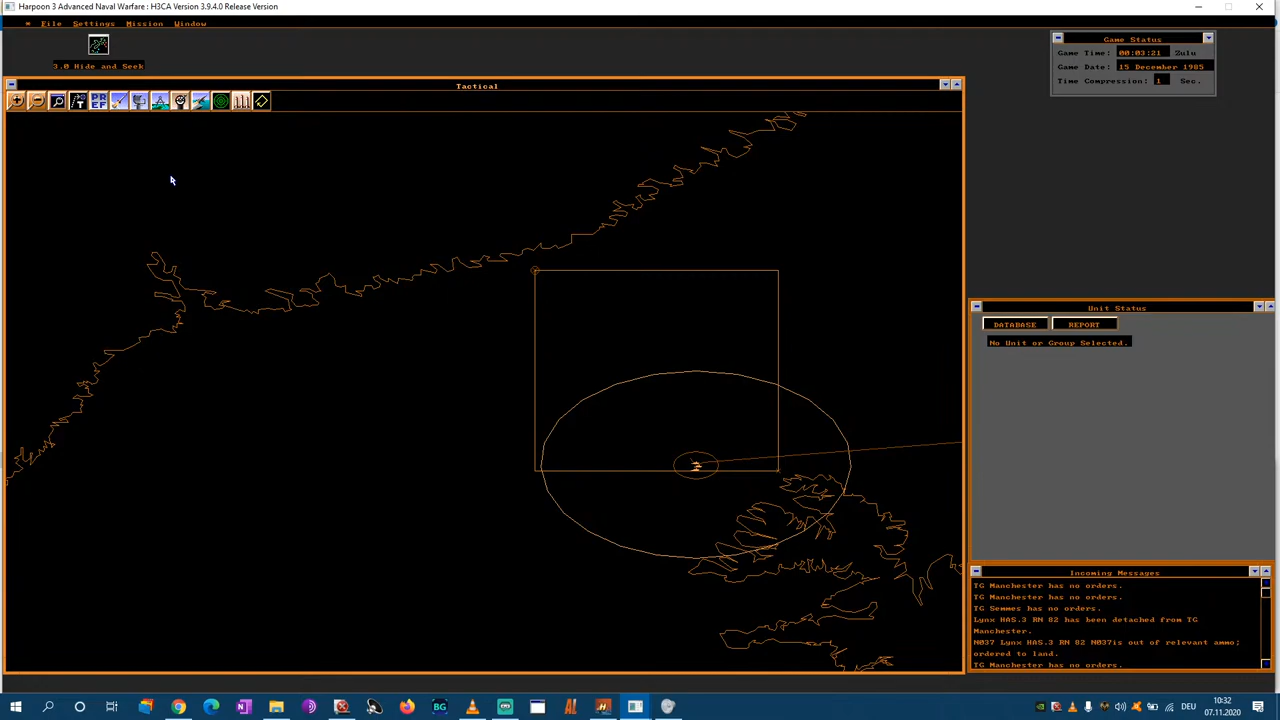 Harpoon 3 Advanced Naval Warfare : H3CA Version 3.9.4.0 Release Version
File Settings Mission Window
3.0 Hide and Seek
Game Status
Game Time: 00:03:21 Zulu
Game Date: 15 December 1985
Time Compression: 1 Sec.
Tactical
T PREF
Unit Status
DATABASE REPORT
No Unit or Group Selected.
Incoming Messages
TG Manchester has no orders.
TG Manchester has no orders.
TG Semmes has no orders.
Lynx HAS.3 RN 82 has been detached from TG
Manchester.
N037 Lynx HAS.3 RN 82 N037is out of relevant ammo;
ordered to land.
TG Manchester has no orders.
BG
DEU
10:32
07.11.2020